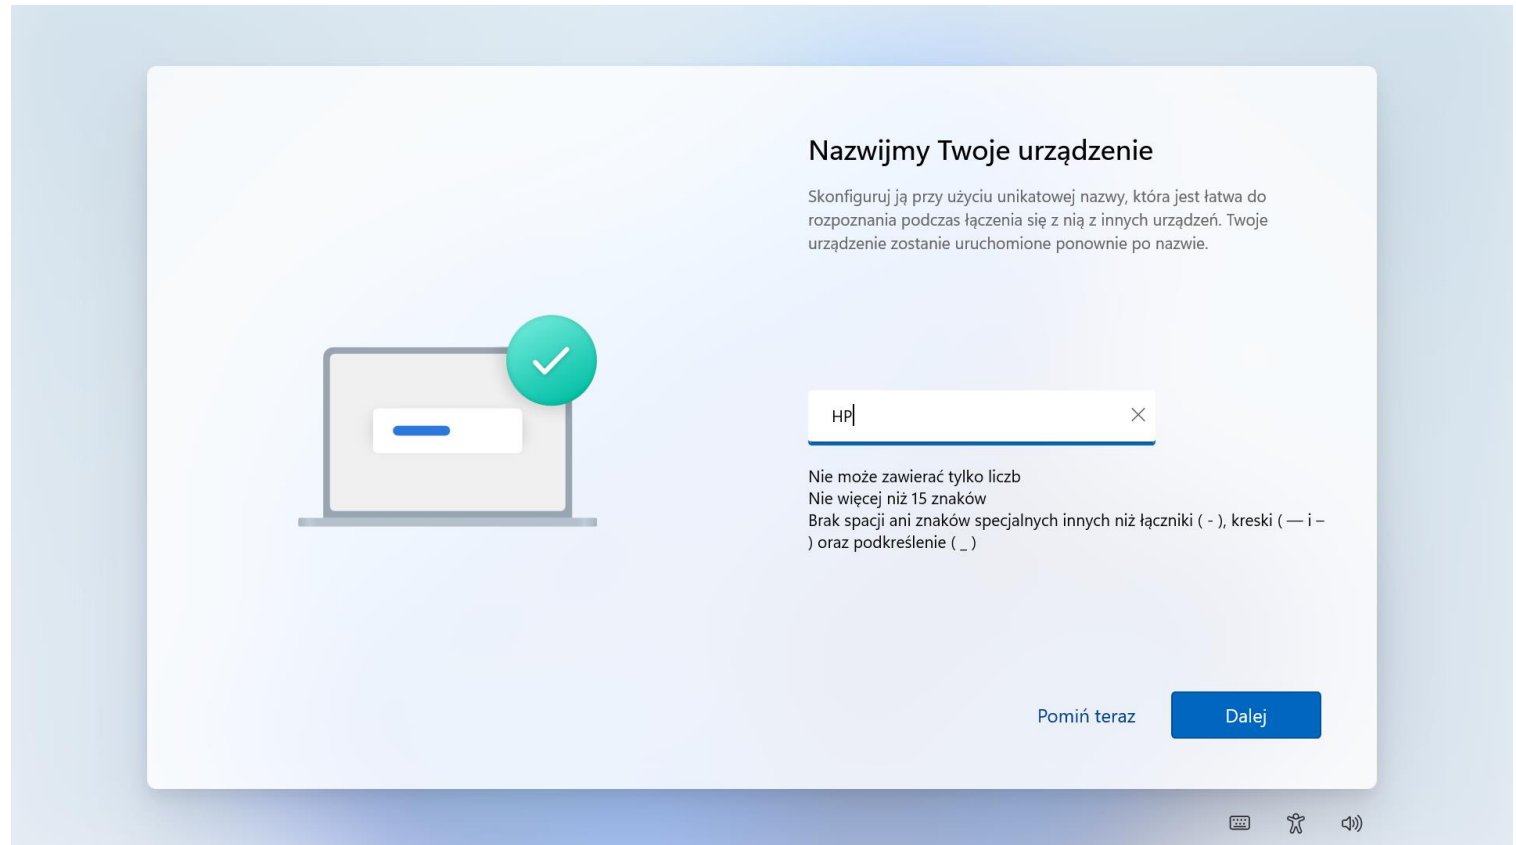 Nazwijmy Twoje urządzenie
Skonfiguruj ją przy użyciu unikatowej nazwy, która jest łatwa do
rozpoznania podczas łączenia się z nią z innych urządzeń. Twoje
urządzenie zostanie uruchomione ponownie po nazwie.
HP
Nie może zawierać tylko liczb
Nie więcej niż 15 znaków
Brak spacji ani znaków specjalnych innych niż łączniki ( - ), kreski ( — i –
) oraz podkreślenie ( _ )
Pomiń teraz
Dalej